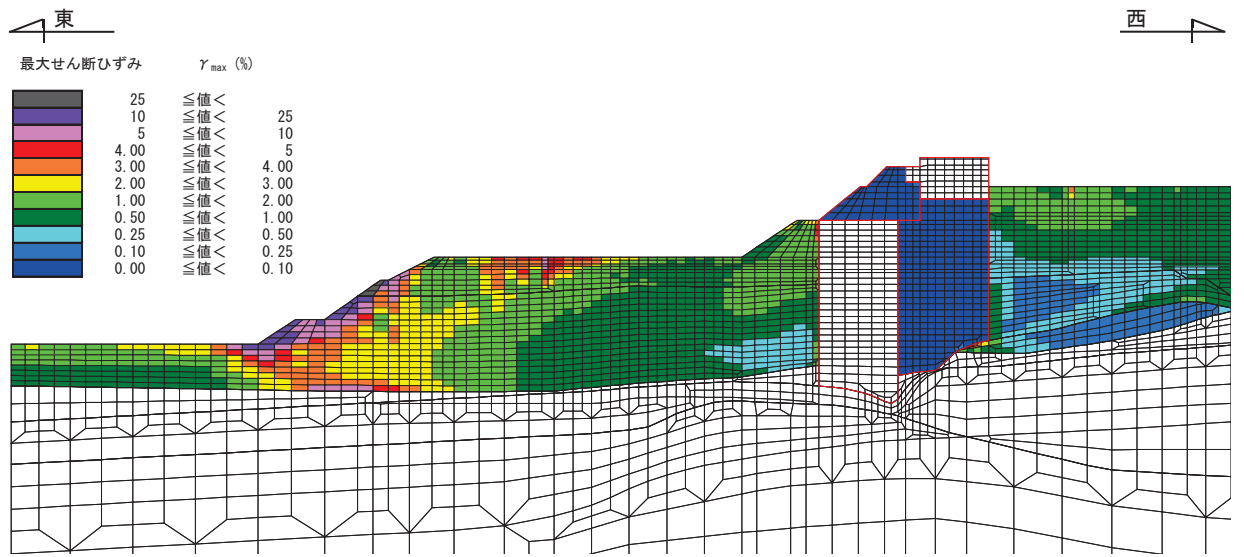 東 西
最大せん断ひずみ γmax (%)
25 ≦値<
10 ≦値< 25
5 ≦値< 10
4.00 ≦値< 5
3.00 ≦値< 4.00
2.00 ≦値< 3.00
1.00 ≦値< 2.00
0.50 ≦値< 1.00
0.25 ≦値< 0.50
0.10 ≦値< 0.25
0.00 ≦値< 0.10